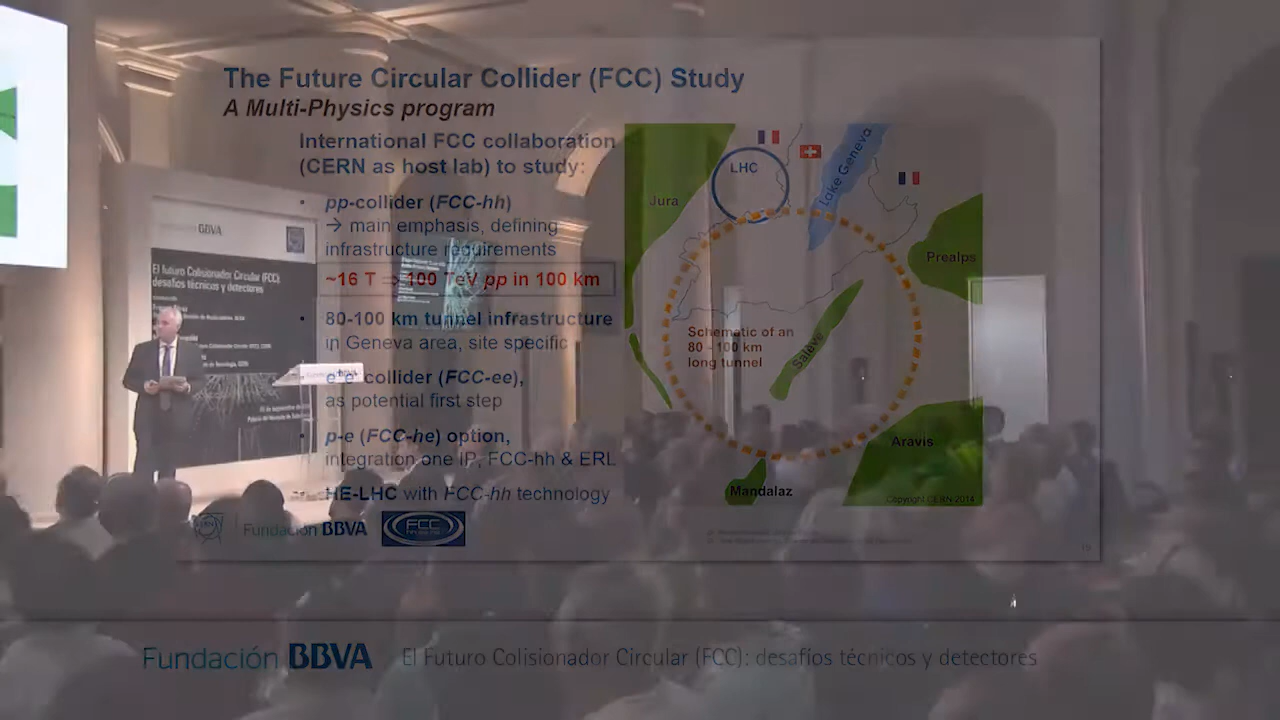 The Future Circular Collider (FCC) Study
A Multi-Physics program
International FCC collaboration
(CERN as host lab) to study:
pp-collider (FCC-hh)
→ main emphasis, defining
infrastructure requirements
~16 T ⇒ 100 TeV pp in 100 km
80-100 km tunnel infrastructure
in Geneva area, site specific
e⁺e⁻ collider (FCC-ee),
as potential first step
p-e (FCC-he) option,
integration one IP, FCC-hh & ERL
HE-LHC with FCC-hh technology
LHC
Lake Geneva
Jura
Prealps
Schematic of an
80 - 100 km
long tunnel
Salève
Aravis
Mandalaz
Copyright CERN 2014
Fundación BBVA
FCC
BBVA
El futuro Colisionador Circular (FCC):
desafíos técnicos y detectores
BBVA
Fundación BBVA
El Futuro Colisionador Circular (FCC): desafíos técnicos y detectores